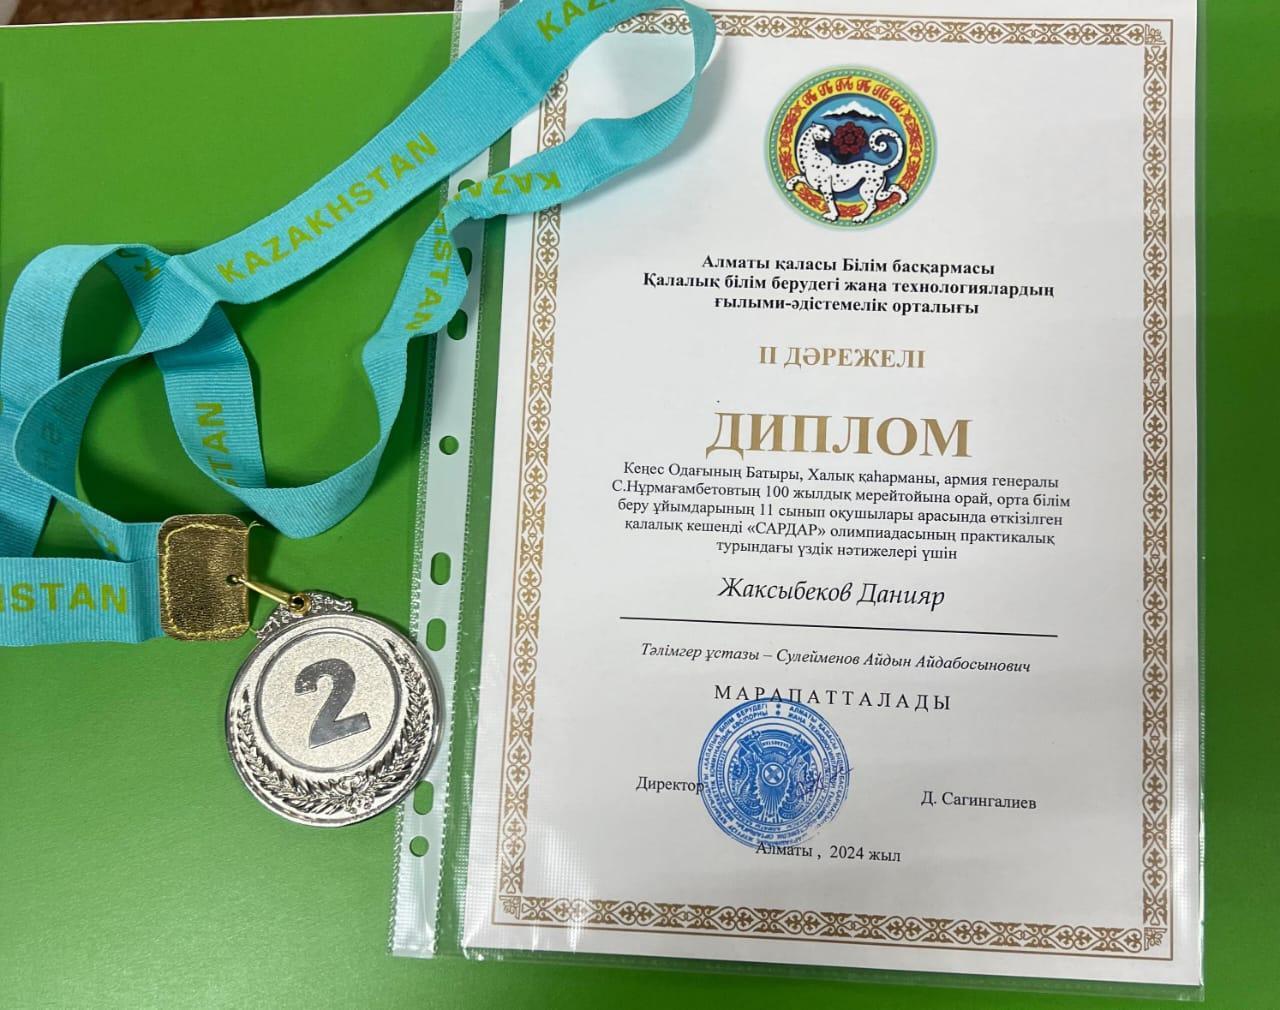 KAZAKHSTAN
KAZAKHSTAN
KAZAKHSTAN
STAN
ISTAN
2
АЛМАТЫ
Алматы қаласы Білім басқармасы
Қалалық білім берудегі жаңа технологиялардың
ғылыми-әдістемелік орталығы
II ДӘРЕЖЕЛІ
ДИПЛОМ
Кеңес Одағының Батыры, Халық қаһарманы, армия генералы
С.Нұрмағамбетовтың 100 жылдық мерейтойына орай, орта білім
беру ұйымдарының 11 сынып оқушылары арасында өткізілген
қалалық кешенді «САРДАР» олимпиадасының практикалық
турындағы үздік нәтижелері үшін
Жаксыбеков Данияр
Тәлімгер ұстазы – Сулейменов Айдын Айдабосынович
МАРАПАТТАЛАДЫ
Директор
Д. Сагингалиев
Алматы , 2024 жыл